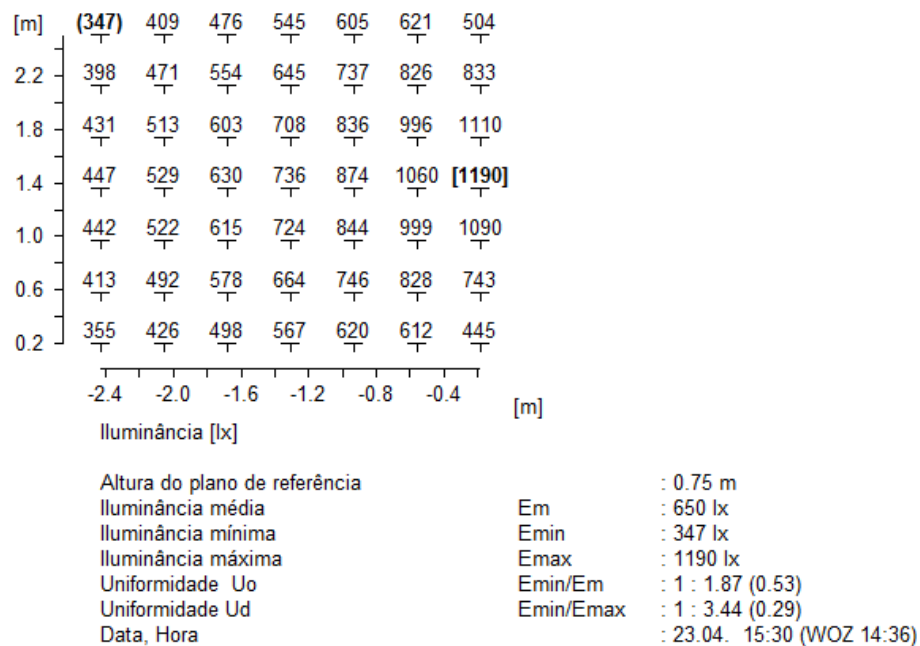 [m] (347) 409 476 545 605 621 504
2.2 398 471 554 645 737 826 833
1.8 431 513 603 708 836 996 1110
1.4 447 529 630 736 874 1060 [1190]
1.0 442 522 615 724 844 999 1090
0.6 413 492 578 664 746 828 743
0.2 355 426 498 567 620 612 445
-2.4 -2.0 -1.6 -1.2 -0.8 -0.4 [m]
Iluminância [lx]
Altura do plano de referência : 0.75 m
Iluminância média Em : 650 lx
Iluminância mínima Emin : 347 lx
Iluminância máxima Emax : 1190 lx
Uniformidade Uo Emin/Em : 1 : 1.87 (0.53)
Uniformidade Ud Emin/Emax : 1 : 3.44 (0.29)
Data, Hora : 23.04. 15:30 (WOZ 14:36)